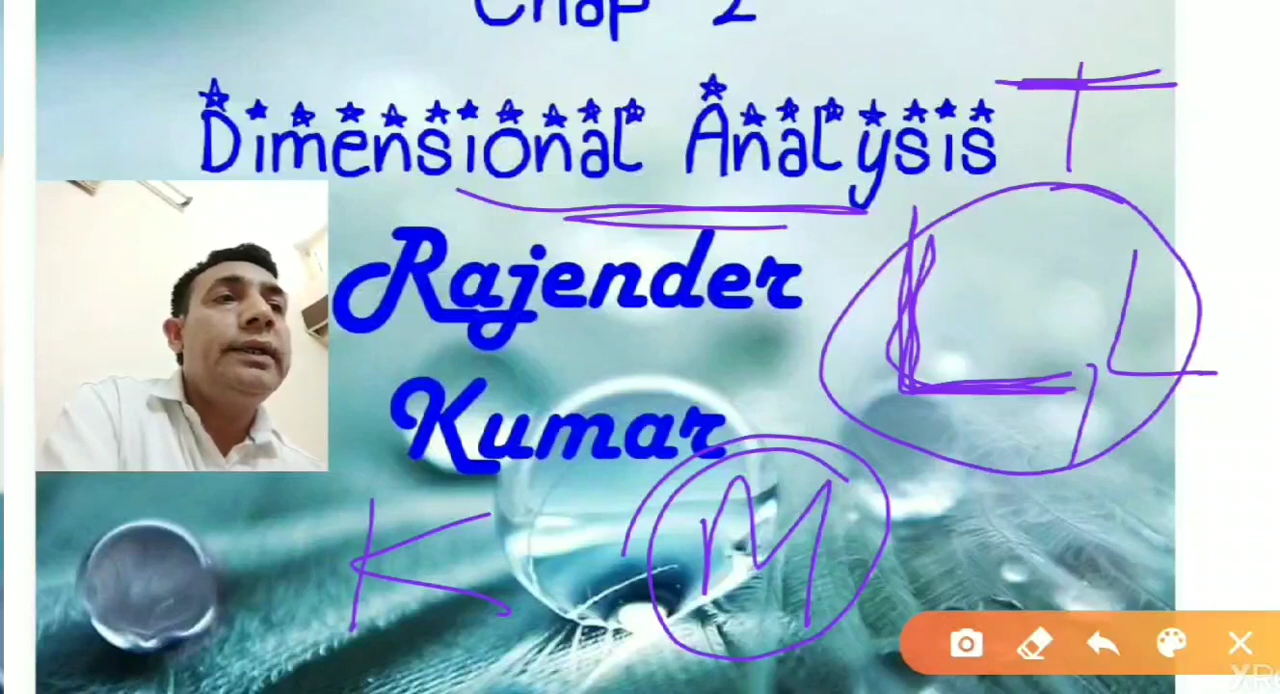 Chap 2
Dimensional Analysis
T
L, L
Rajender
Kumar
K M